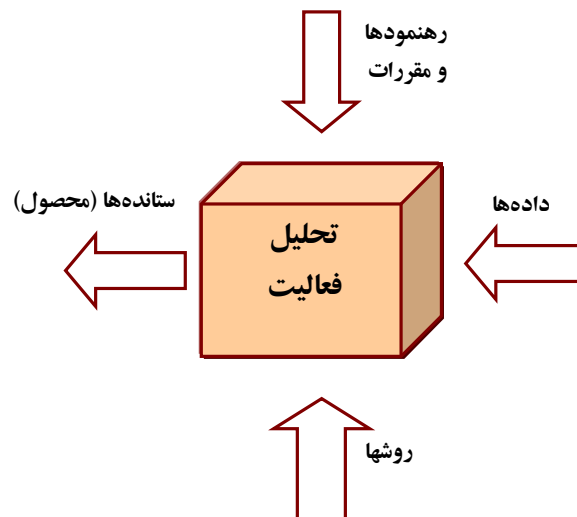 رهنمودها
و مقررات
ستانده‌ها (محصول)
داده‌ها
تحلیل
فعالیت
روشها